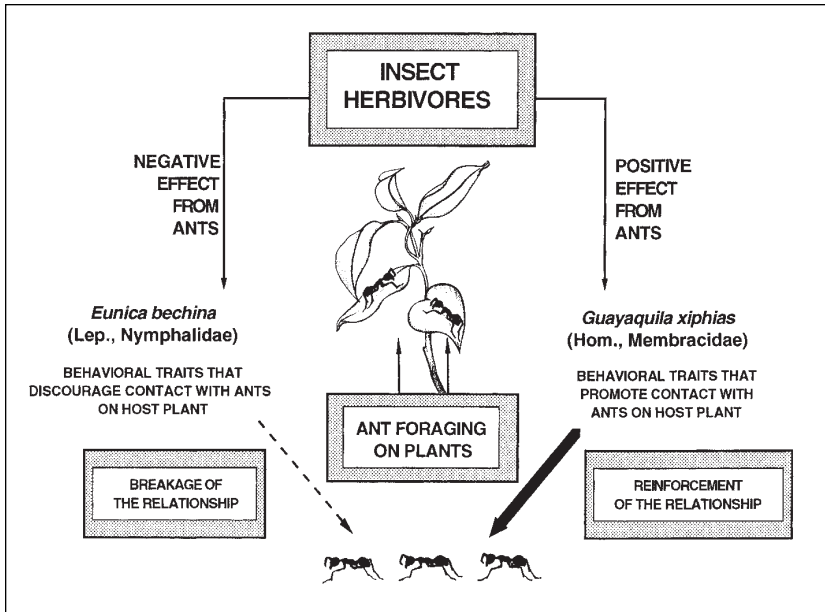 INSECT
HERBIVORES
NEGATIVE
EFFECT
FROM
ANTS
POSITIVE
EFFECT
FROM
ANTS
Eunica bechina
(Lep., Nymphalidae)
Guayaquila xiphias
(Hom., Membracidae)
BEHAVIORAL TRAITS THAT
DISCOURAGE CONTACT WITH ANTS
ON HOST PLANT
BEHAVIORAL TRAITS THAT
PROMOTE CONTACT WITH
ANTS ON HOST PLANT
ANT FORAGING
ON PLANTS
BREAKAGE OF
THE RELATIONSHIP
REINFORCEMENT
OF THE RELATIONSHIP